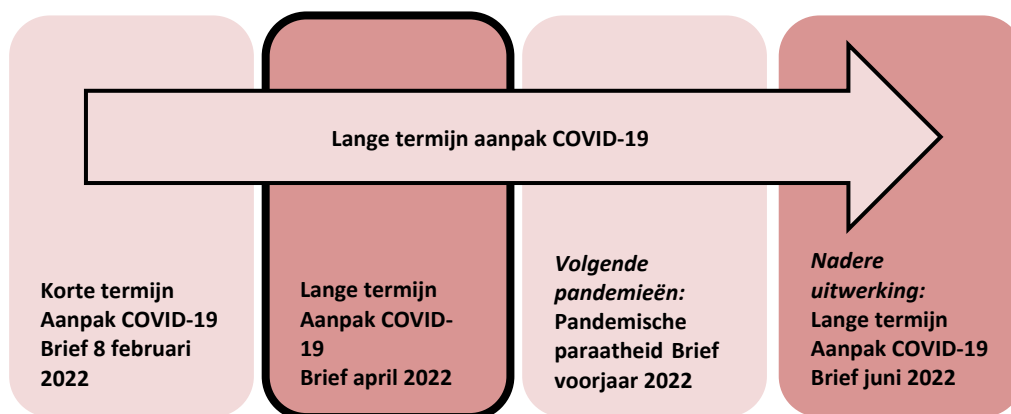 Lange termijn aanpak COVID-19
Korte termijn
Aanpak COVID-19
Brief 8 februari
2022
Lange termijn
Aanpak COVID-
19
Brief april 2022
Volgende
pandemieën:
Pandemische
paraatheid Brief
voorjaar 2022
Nadere
uitwerking:
Lange termijn
Aanpak COVID-19
Brief juni 2022